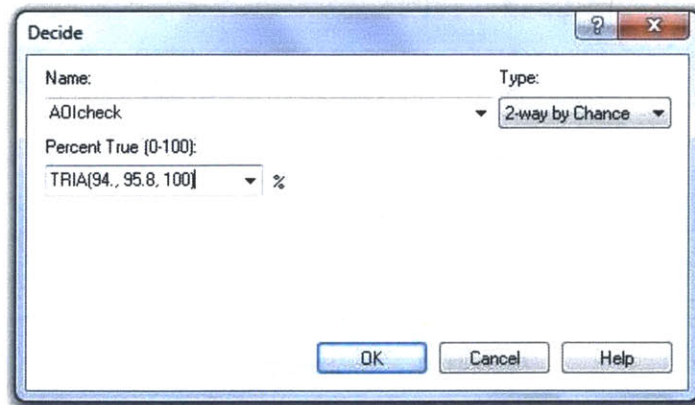 Decide
Name: Type:
AOIcheck 2-way by Chance
Percent True (0-100):
TRIA(94., 95.8, 100) %
OK Cancel Help